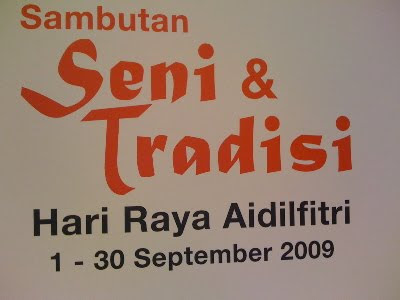 Sambutan
Seni &
Tradisi
Hari Raya Aidilfitri
1 - 30 September 2009